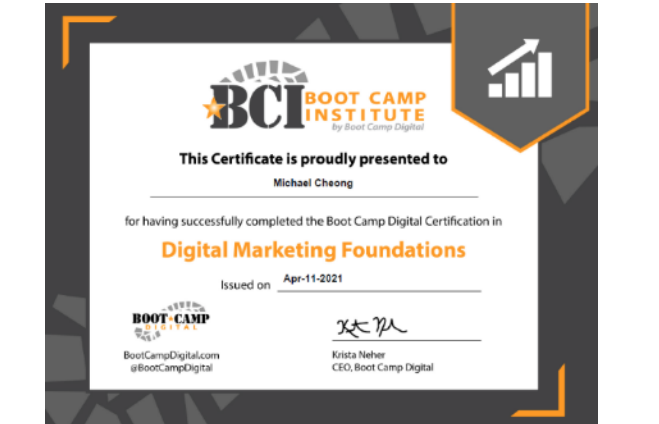 BCI BOOT CAMP
INSTITUTE
by Boot Camp Digital
This Certificate is proudly presented to
Michael Cheong
for having successfully completed the Boot Camp Digital Certification in
Digital Marketing Foundations
Issued on Apr-11-2021
BOOT CAMP
DIGITAL
BootCampDigital.com
@BootCampDigital
Krista Neher
CEO, Boot Camp Digital